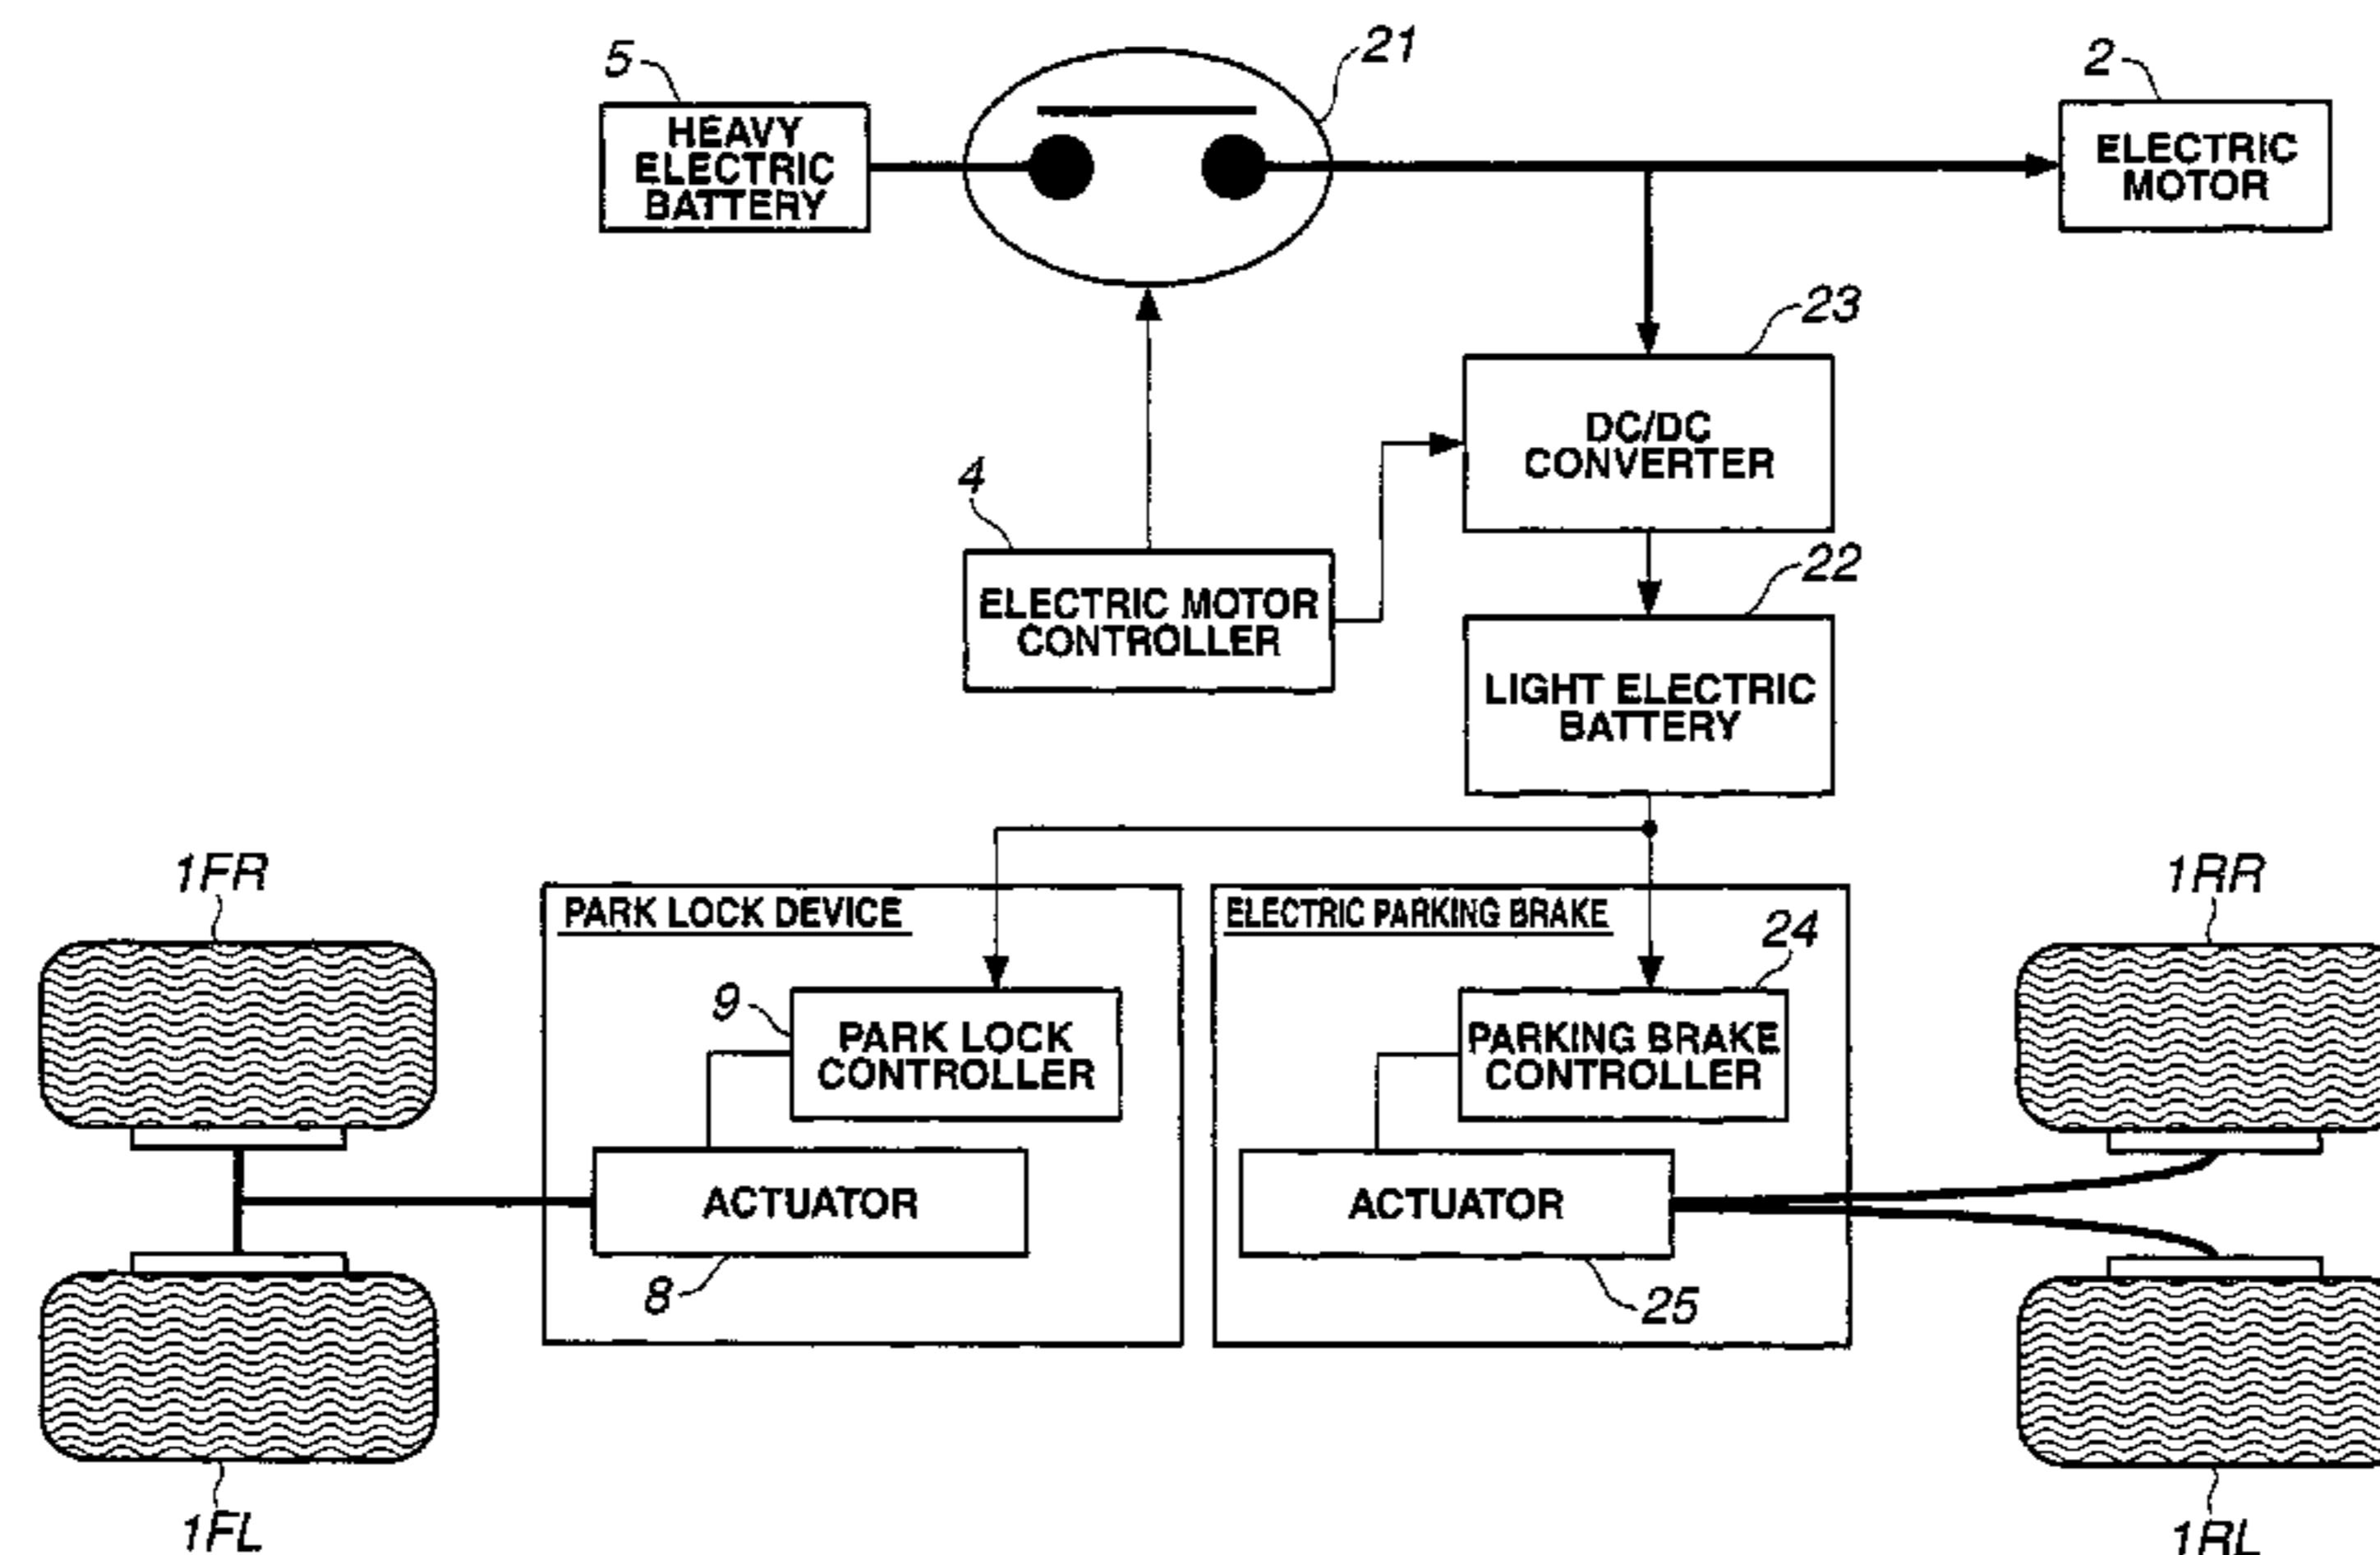 5
21
2
HEAVY
ELECTRIC
BATTERY
ELECTRIC
MOTOR
23
DC/DC
CONVERTER
4
ELECTRIC MOTOR
CONTROLLER
22
LIGHT ELECTRIC
BATTERY
1FR
PARK LOCK DEVICE
ELECTRIC PARKING BRAKE
1RR
24
9
PARK LOCK
CONTROLLER
PARKING BRAKE
CONTROLLER
ACTUATOR
ACTUATOR
8
25
1FL
1RL